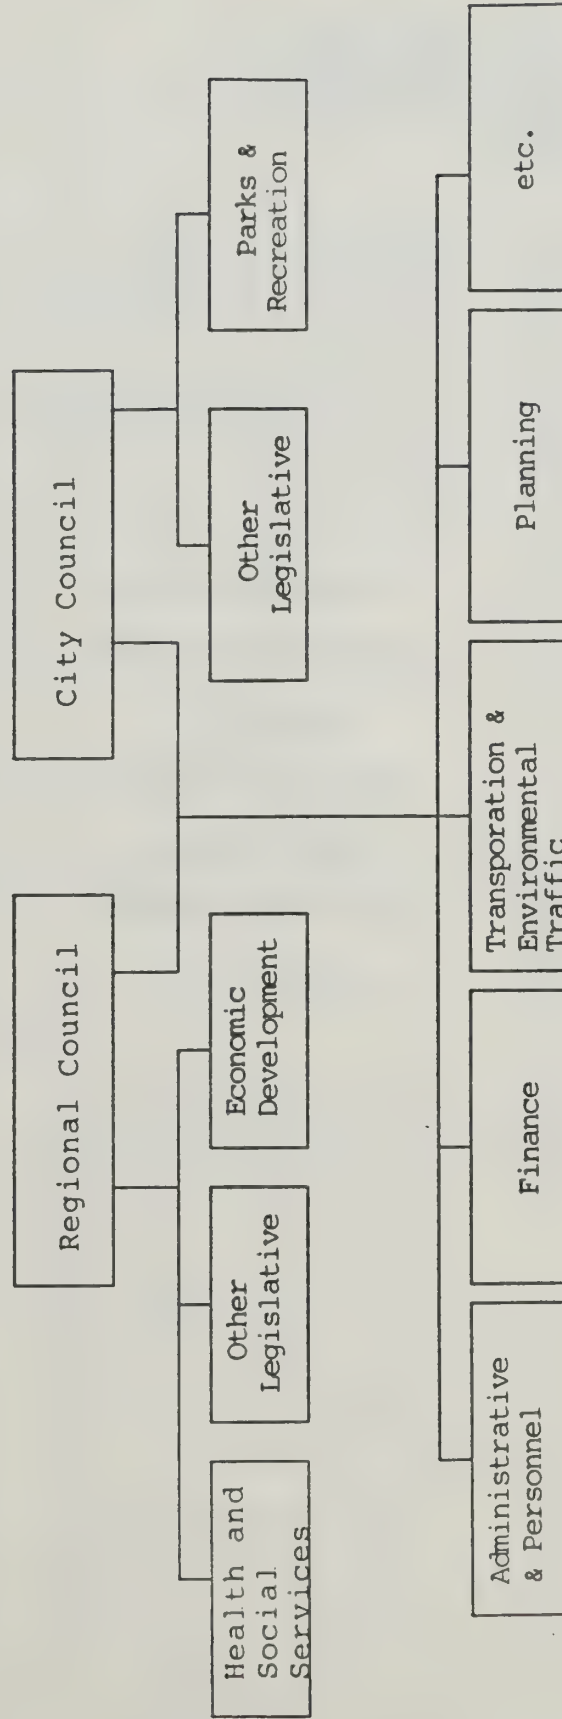 Regional Council
City Council
Health and
Social
Services
Other
Legislative
Economic
Development
Other
Legislative
Parks &
Recreation
Administrative
& Personnel
Finance
Transporation &
Environmental
Traffic
Planning
etc.